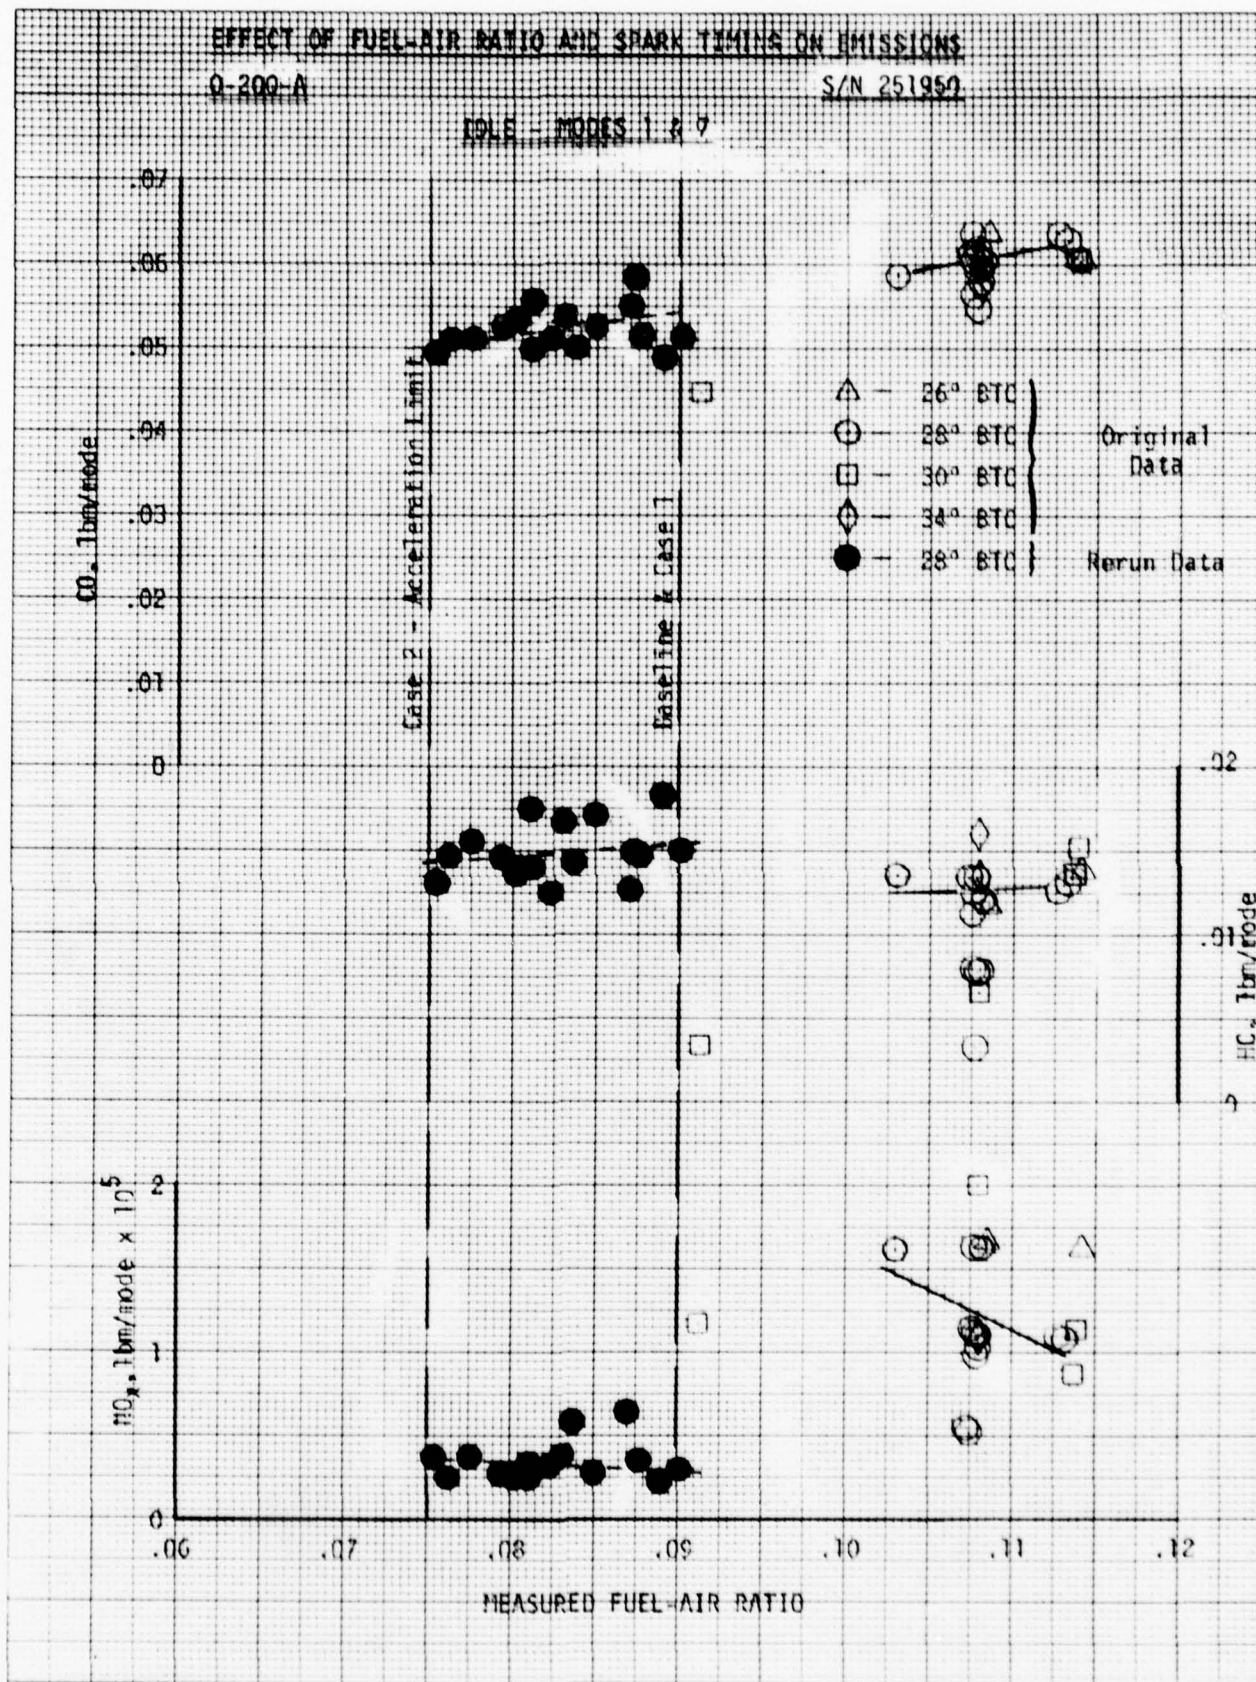 EFFECT OF FUEL-AIR RATIO AND SPARK TIMING ON EMISSIONS
O-200-A
S/N 251950
IDLE - MODES 1 & 7
.07
.06
.05
.04
.03
.02
.01
0
CO, lbm/mode
Case 2 - Acceleration Limit
Baseline & Case 1
26° BTC
28° BTC
30° BTC
34° BTC
Original
Data
28° BTC
Rerun Data
.02
.01
0
HC, lbm/mode
2
1
0
NOx, lbm/mode x 10⁵
.06 .07 .08 .09 .10 .11 .12
MEASURED FUEL-AIR RATIO